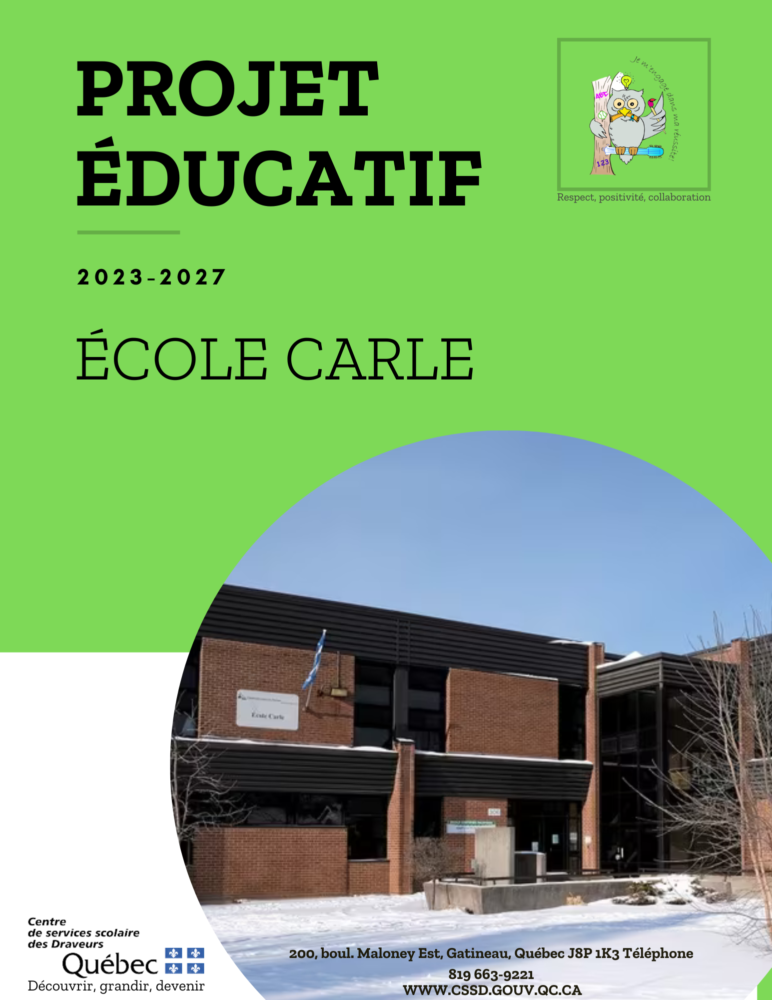 PROJET
ÉDUCATIF
2023-2027
ÉCOLE CARLE
Je m'engage dans ma réussite!
ABC
123
Respect, positivité, collaboration
École Carle
Centre
de services scolaire
des Draveurs
Québec
Découvrir, grandir, devenir
200, boul. Maloney Est, Gatineau, Québec J8P 1K3 Téléphone
819 663-9221
WWW.CSSD.GOUV.QC.CA